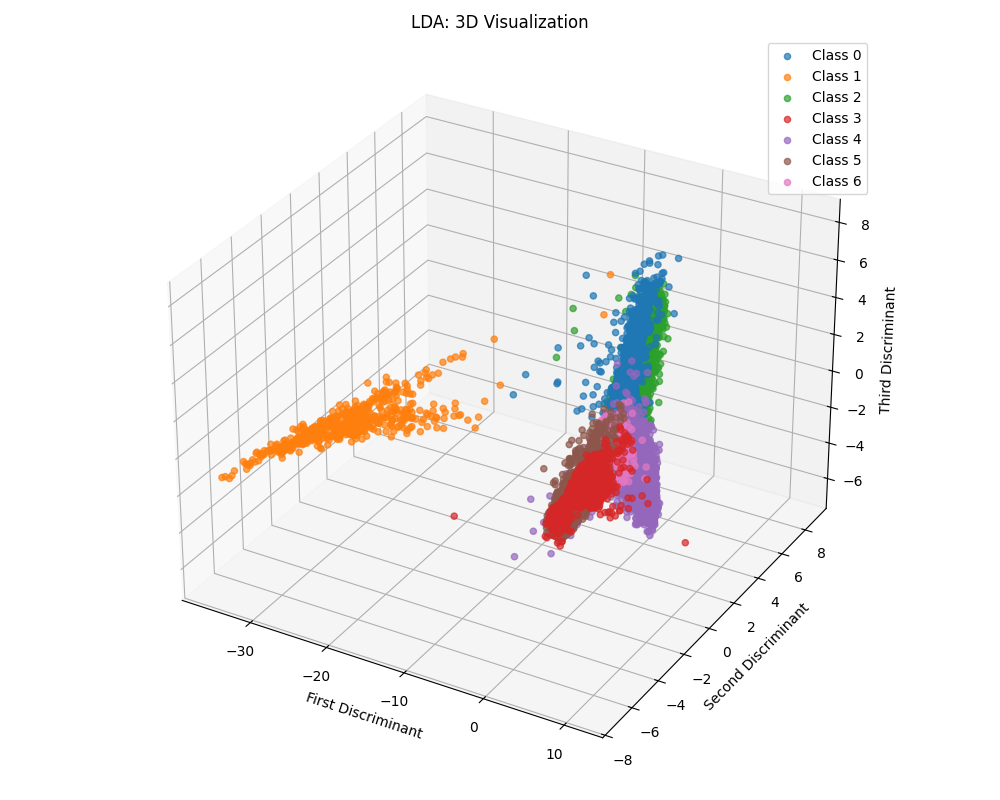 LDA: 3D Visualization
Class 0
Class 1
Class 2
Class 3
Class 4
Class 5
Class 6
8
6
4
2
0
−2
−4
−6
Third Discriminant
8
6
4
2
0
−2
−4
−6
−8
Second Discriminant
−30
−20
−10
0
10
First Discriminant